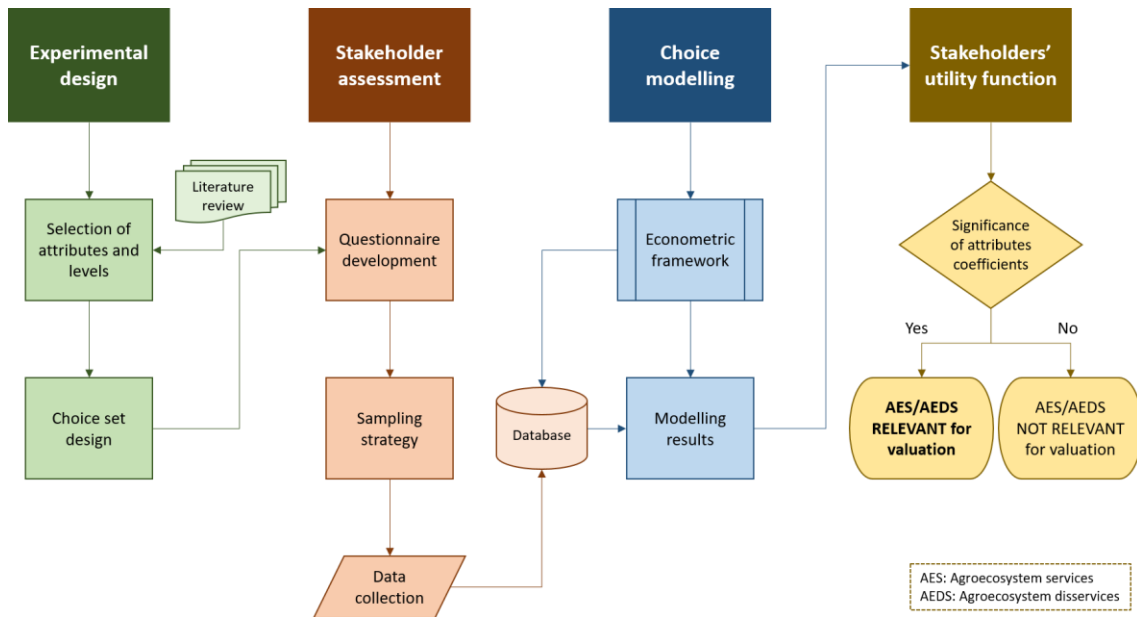 Experimental
design
Stakeholder
assessment
Choice
modelling
Stakeholders’
utility function
Literature
review
Selection of
attributes and
levels
Questionnaire
development
Econometric
framework
Significance
of attributes
coefficients
Yes
No
Choice set
design
Sampling
strategy
Database
Modelling
results
AES/AEDS
RELEVANT for
valuation
AES/AEDS
NOT RELEVANT
for valuation
Data
collection
AES: Agroecosystem services
AEDS: Agroecosystem disservices